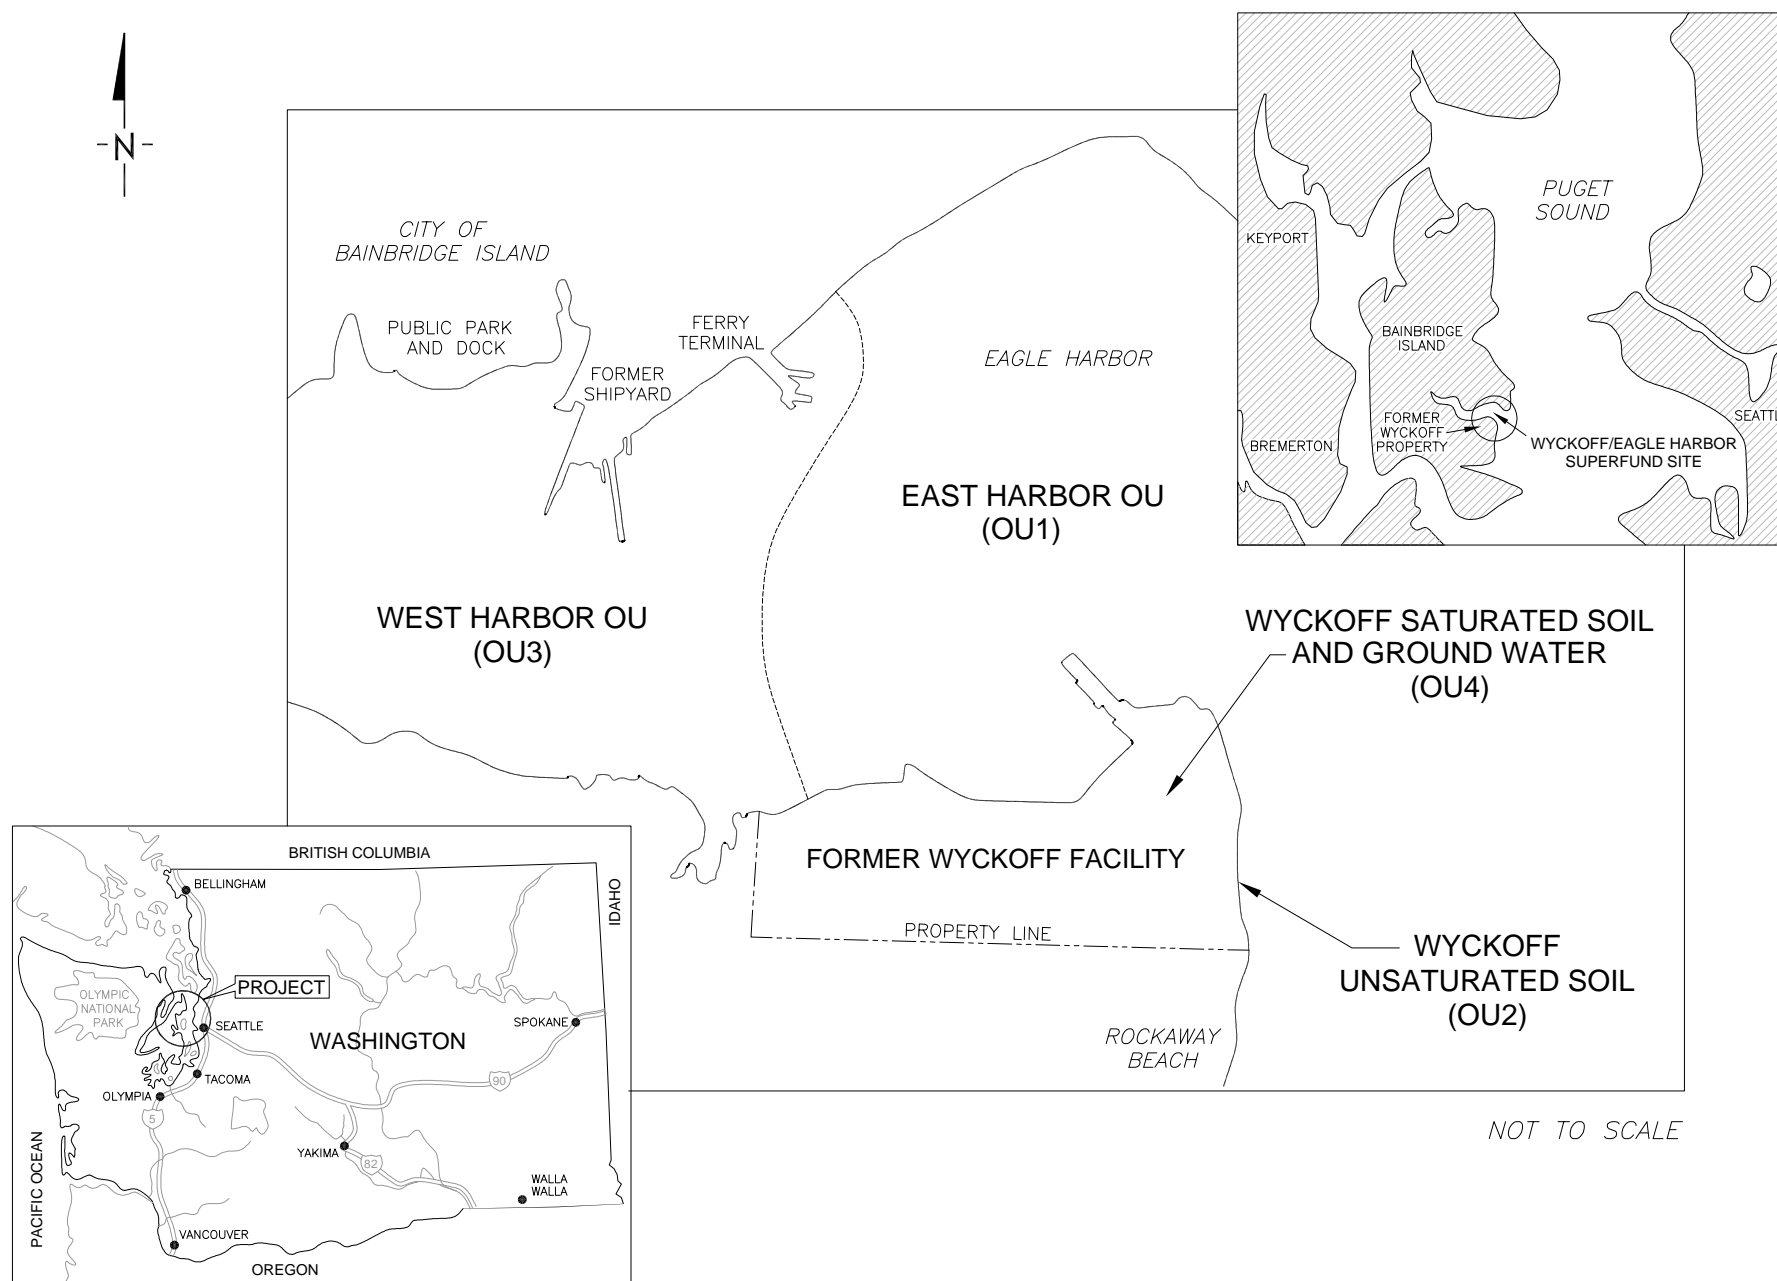 N
CITY OF
BAINBRIDGE ISLAND
PUBLIC PARK
AND DOCK
FORMER
SHIPYARD
FERRY
TERMINAL
EAGLE HARBOR
EAST HARBOR OU
(OU1)
WEST HARBOR OU
(OU3)
WYCKOFF SATURATED SOIL
AND GROUND WATER
(OU4)
FORMER WYCKOFF FACILITY
PROPERTY LINE
WYCKOFF
UNSATURATED SOIL
(OU2)
ROCKAWAY
BEACH
NOT TO SCALE
PUGET
SOUND
KEYPORT
BAINBRIDGE
ISLAND
FORMER
WYCKOFF
PROPERTY
BREMERTON
SEATTL
WYCKOFF/EAGLE HARBOR
SUPERFUND SITE
BRITISH COLUMBIA
BELLINGHAM
IDAHO
OLYMPIC
NATIONAL
PARK
PROJECT
SEATTLE
SPOKANE
WASHINGTON
TACOMA
90
OLYMPIA
5
YAKIMA
82
WALLA
WALLA
PACIFIC OCEAN
VANCOUVER
OREGON